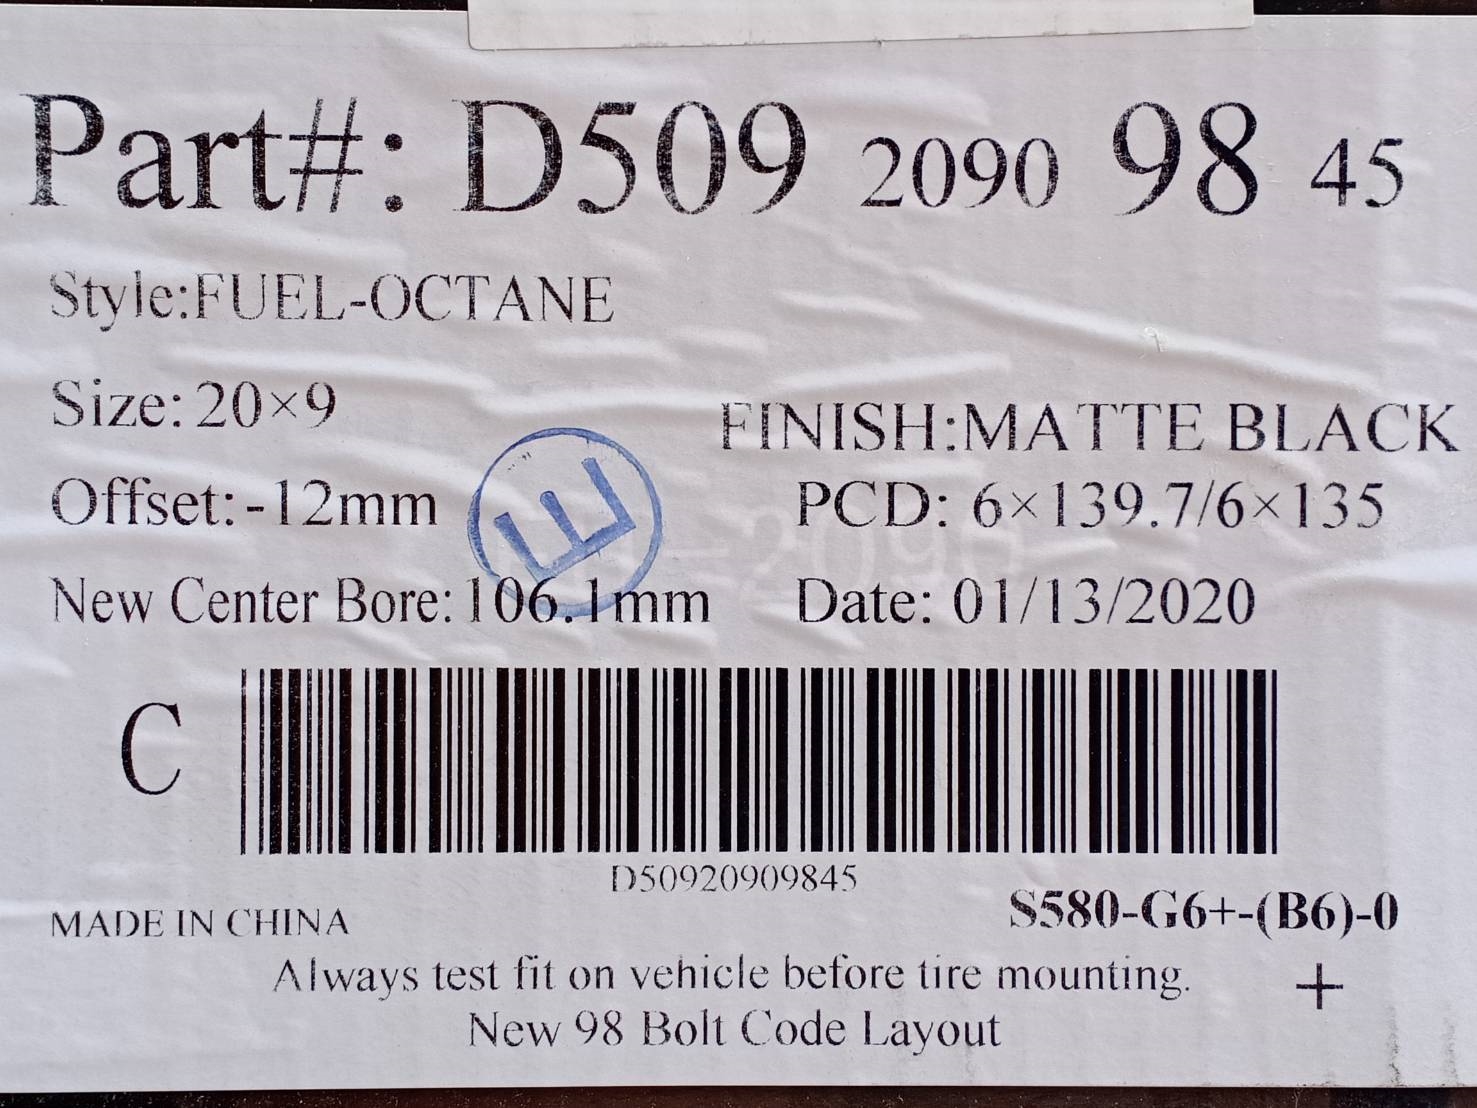 Part#: D509 2090 98 45
Style:FUEL-OCTANE
Size: 20×9
FINISH:MATTE BLACK
Offset: -12mm
E
PCD: 6×139.7/6×135
New Center Bore: 106.1mm
Date: 01/13/2020
C
D50920909845
MADE IN CHINA
S580-G6+-(B6)-0
Always test fit on vehicle before tire mounting.
+
New 98 Bolt Code Layout